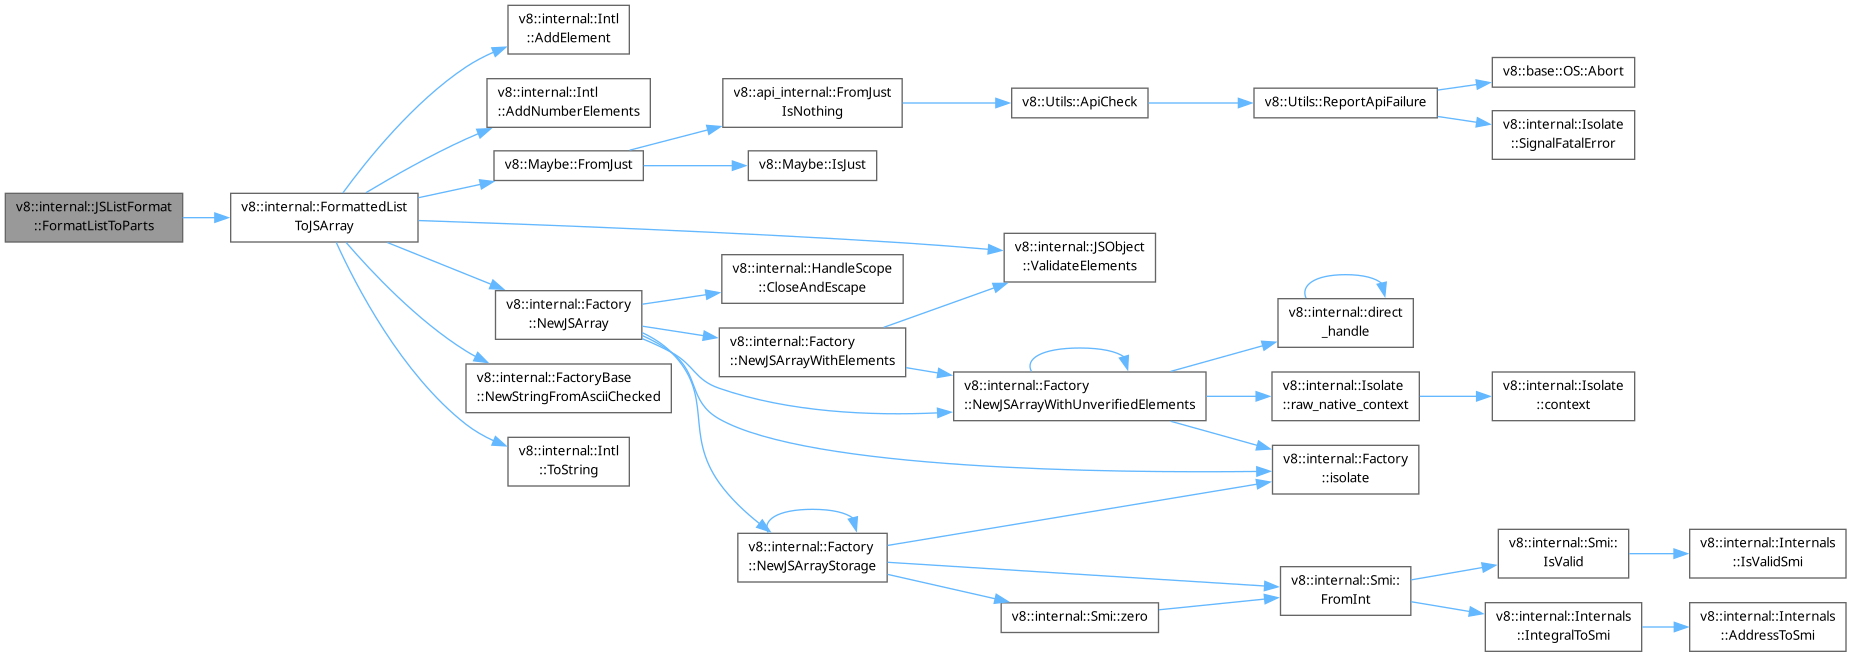 v8::internal::JSListFormat
::FormatListToParts
v8::internal::FormattedList
ToJSArray
v8::internal::Intl
::AddElement
v8::internal::Intl
::AddNumberElements
v8::Maybe::FromJust
v8::api_internal::FromJust
IsNothing
v8::Utils::ApiCheck
v8::Utils::ReportApiFailure
v8::base::OS::Abort
v8::internal::Isolate
::SignalFatalError
v8::Maybe::IsJust
v8::internal::JSObject
::ValidateElements
v8::internal::Factory
::NewJSArray
v8::internal::HandleScope
::CloseAndEscape
v8::internal::Factory
::NewJSArrayWithElements
v8::internal::Factory
::NewJSArrayWithUnverifiedElements
v8::internal::direct
_handle
v8::internal::Isolate
::raw_native_context
v8::internal::Isolate
::context
v8::internal::Factory
::isolate
v8::internal::Factory
::NewJSArrayStorage
v8::internal::Smi::zero
v8::internal::Smi::
FromInt
v8::internal::Smi::
IsValid
v8::internal::Internals
::IsValidSmi
v8::internal::Internals
::IntegralToSmi
v8::internal::Internals
::AddressToSmi
v8::internal::FactoryBase
::NewStringFromAsciiChecked
v8::internal::Intl
::ToString